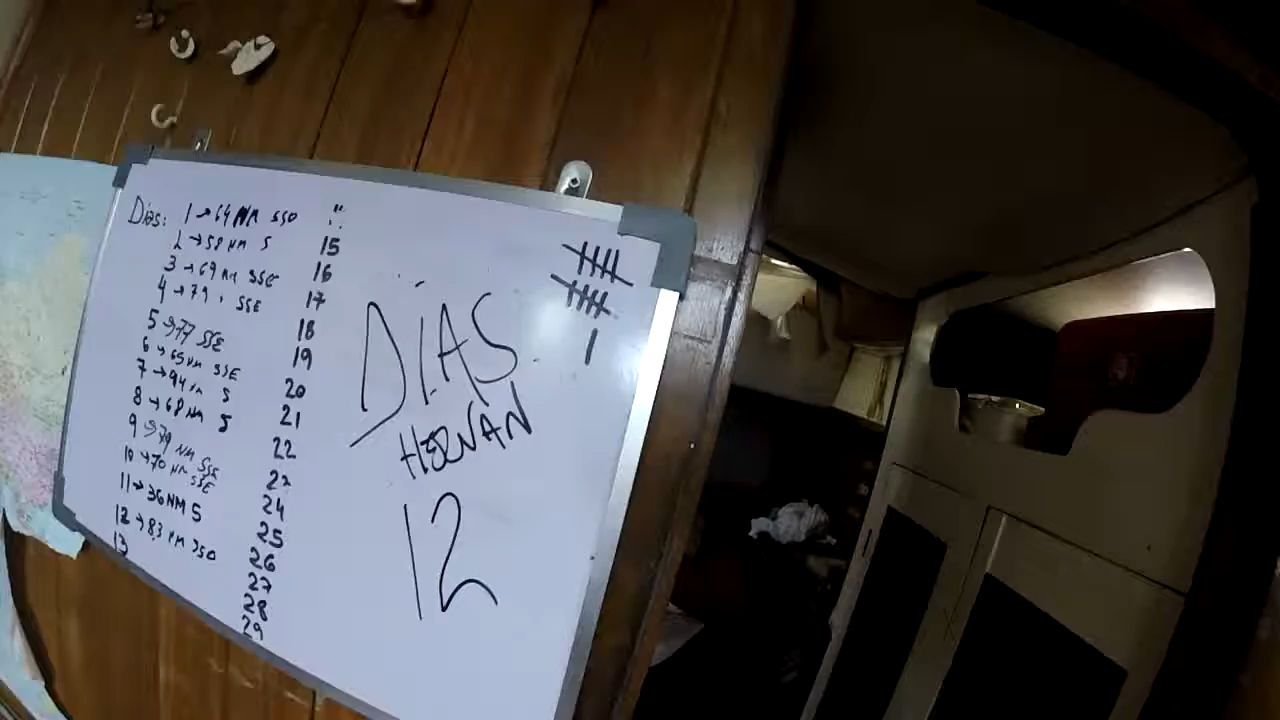 Dias: 1 → 64 NM SSO
2 → 58 NM S
3 → 69 NM SSE
4 → 79 " SSE
5 → 77 SSE
6 → 65 NM SSE
7 → 94 NM S
8 → 68 NM S
9 → 79 NM SSE
10 → 70 NM SSE
11 → 36 NM S
12 → 83 NM SSO
13
15
16
17
18
19
20
21
22
23
24
25
26
27
28
29
DÍAS
HERNAN
12